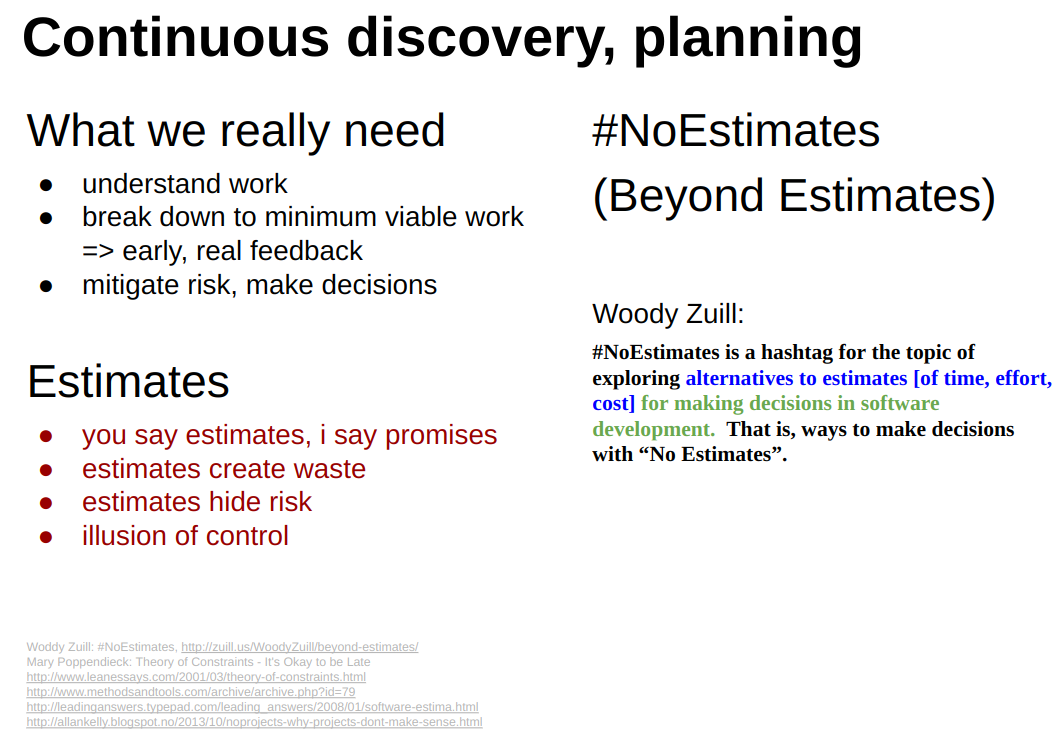 Continuous discovery, planning
What we really need
● understand work
● break down to minimum viable work
=> early, real feedback
● mitigate risk, make decisions
Estimates
● you say estimates, i say promises
● estimates create waste
● estimates hide risk
● illusion of control
#NoEstimates
(Beyond Estimates)
Woody Zuill:
#NoEstimates is a hashtag for the topic of
exploring alternatives to estimates [of time, effort,
cost] for making decisions in software
development.  That is, ways to make decisions
with “No Estimates”.
Woddy Zuill: #NoEstimates, http://zuill.us/WoodyZuill/beyond-estimates/
Mary Poppendieck: Theory of Constraints - It's Okay to be Late
http://www.leanessays.com/2001/03/theory-of-constraints.html
http://www.methodsandtools.com/archive/archive.php?id=79
http://leadinganswers.typepad.com/leading_answers/2008/01/software-estima.html
http://allankelly.blogspot.no/2013/10/noprojects-why-projects-dont-make-sense.html